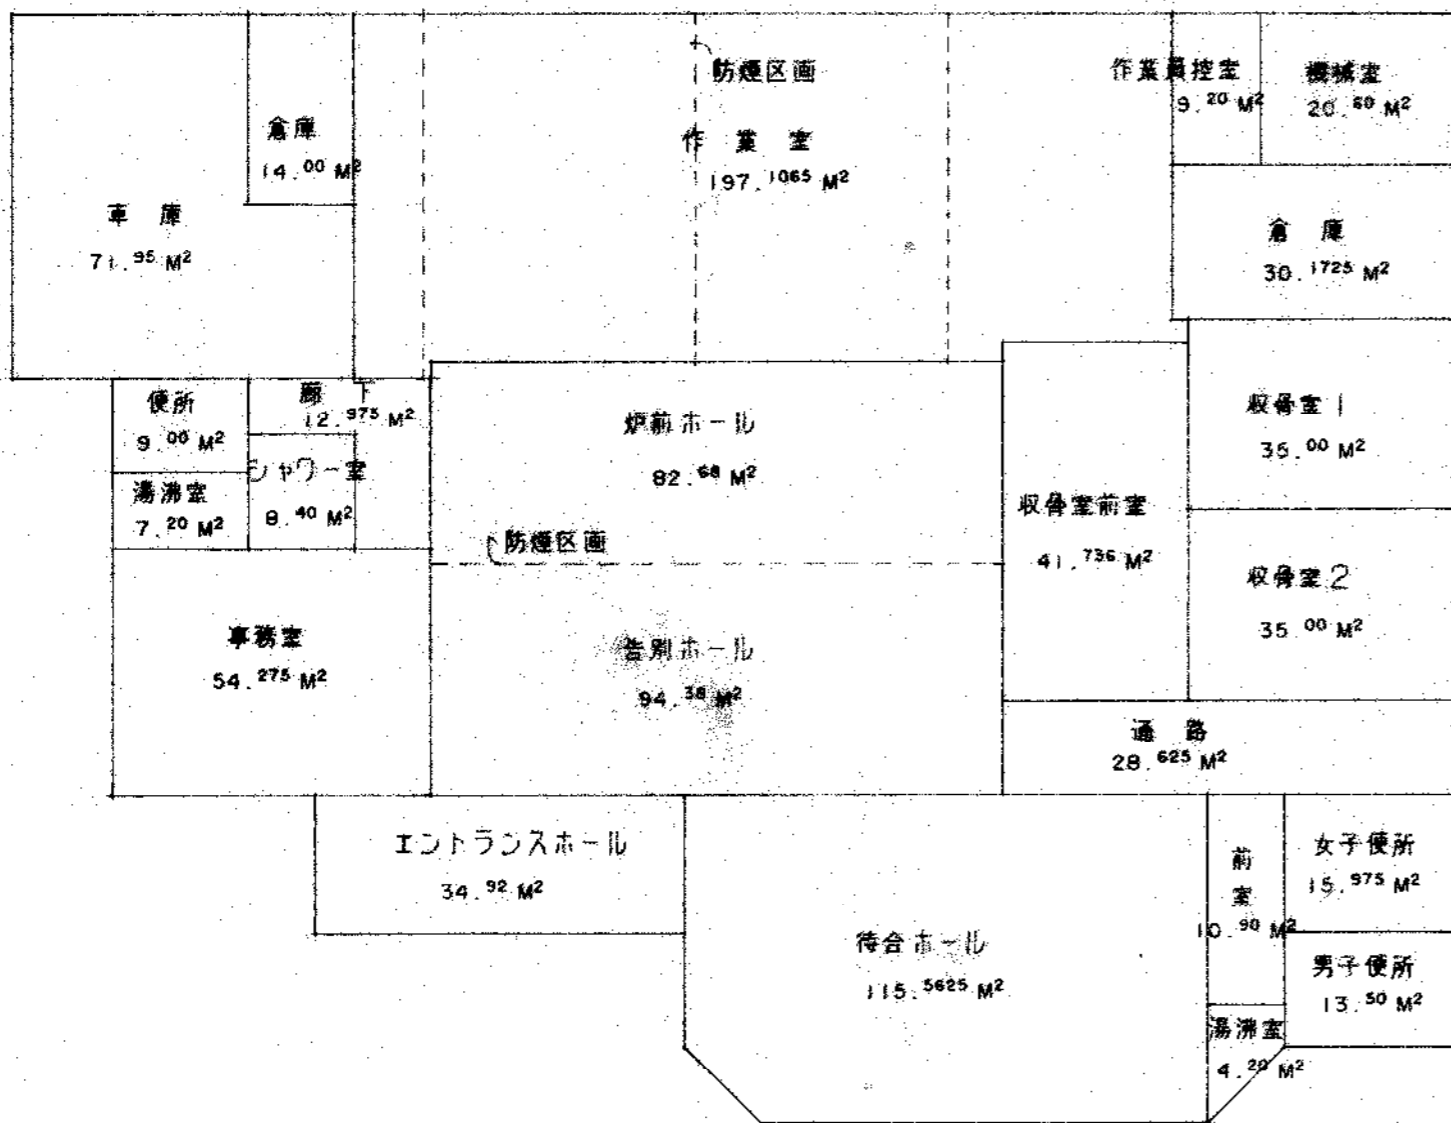 防煙区画
作業員控室
9.20 M2
機械室
20.60 M2
倉庫
14.00 M2
作業室
197.1065 M2
車庫
71.95 M2
倉庫
30.1725 M2
便所
9.00 M2
廊下
12.975 M2
炉前ホール
82.68 M2
収骨室1
35.00 M2
シャワー室
8.40 M2
湯沸室
7.20 M2
収骨室前室
41.736 M2
防煙区画
収骨室2
35.00 M2
事務室
54.275 M2
告別ホール
94.38 M2
通路
28.625 M2
エントランスホール
34.92 M2
前室
10.90 M2
女子便所
15.975 M2
待合ホール
115.5625 M2
男子便所
13.50 M2
湯沸室
4.20 M2